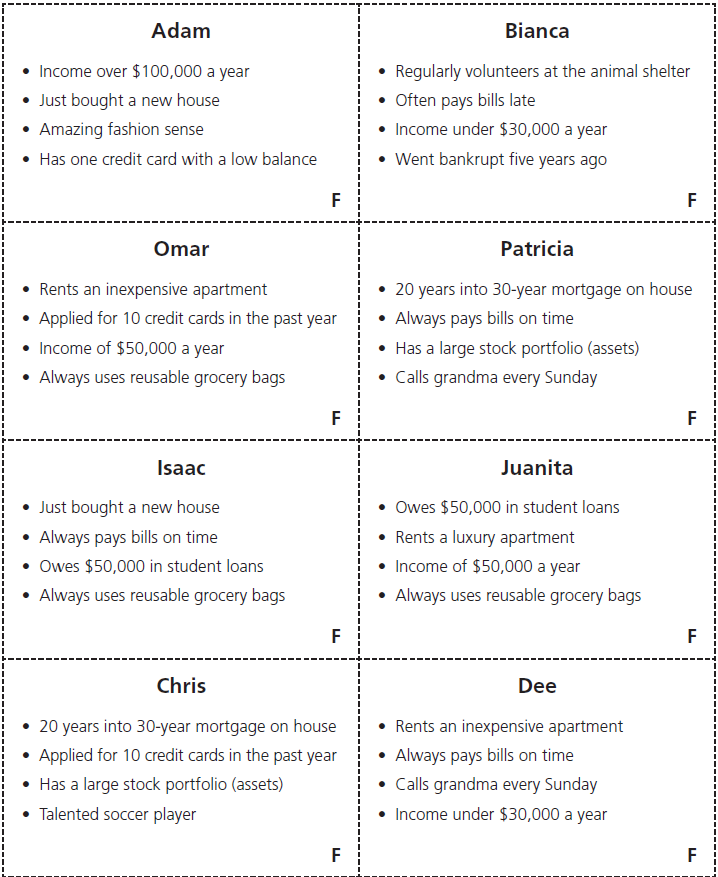 Adam
• Income over $100,000 a year
• Just bought a new house
• Amazing fashion sense
• Has one credit card with a low balance
F
Bianca
• Regularly volunteers at the animal shelter
• Often pays bills late
• Income under $30,000 a year
• Went bankrupt five years ago
F
Omar
• Rents an inexpensive apartment
• Applied for 10 credit cards in the past year
• Income of $50,000 a year
• Always uses reusable grocery bags
F
Patricia
• 20 years into 30-year mortgage on house
• Always pays bills on time
• Has a large stock portfolio (assets)
• Calls grandma every Sunday
F
Isaac
• Just bought a new house
• Always pays bills on time
• Owes $50,000 in student loans
• Always uses reusable grocery bags
F
Juanita
• Owes $50,000 in student loans
• Rents a luxury apartment
• Income of $50,000 a year
• Always uses reusable grocery bags
F
Chris
• 20 years into 30-year mortgage on house
• Applied for 10 credit cards in the past year
• Has a large stock portfolio (assets)
• Talented soccer player
F
Dee
• Rents an inexpensive apartment
• Always pays bills on time
• Calls grandma every Sunday
• Income under $30,000 a year
F